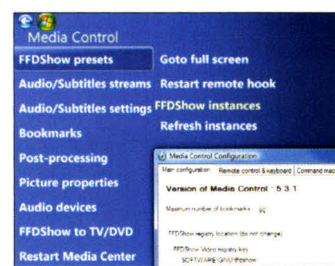 Media Control
FFDShow presets
Goto full screen
Audio/Subtitles streams
Restart remote hook
Audio/Subtitles settings
FFDShow instances
Bookmarks
Refresh instances
Post-processing
Picture properties
Audio devices
FFDShow to TV/DVD
Restart Media Center
Media Control Configuration
Main configuration
Remote control & keyboard
Command mac
Version of Media Control : 5.3.1
Maximum number of bookmarks
FFDShow registry location (do not change)
FFDShow Video registry key
SOFTWARE\GNU\ffdshow